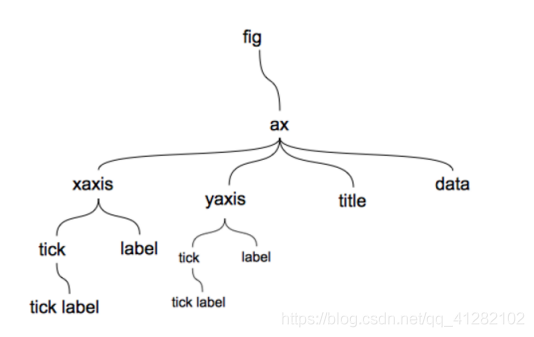 fig
ax
xaxis
yaxis
title
data
tick
label
tick
label
tick label
tick label
https://blog.csdn.net/qq_41282102